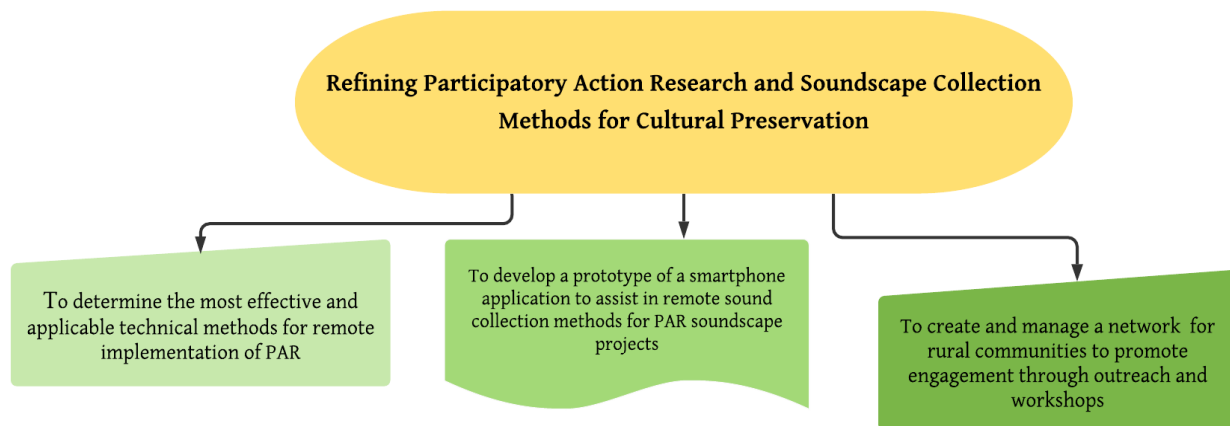 Refining Participatory Action Research and Soundscape Collection
Methods for Cultural Preservation
To determine the most effective and
applicable technical methods for remote
implementation of PAR
To develop a prototype of a smartphone
application to assist in remote sound
collection methods for PAR soundscape
projects
To create and manage a network for
rural communities to promote
engagement through outreach and
workshops